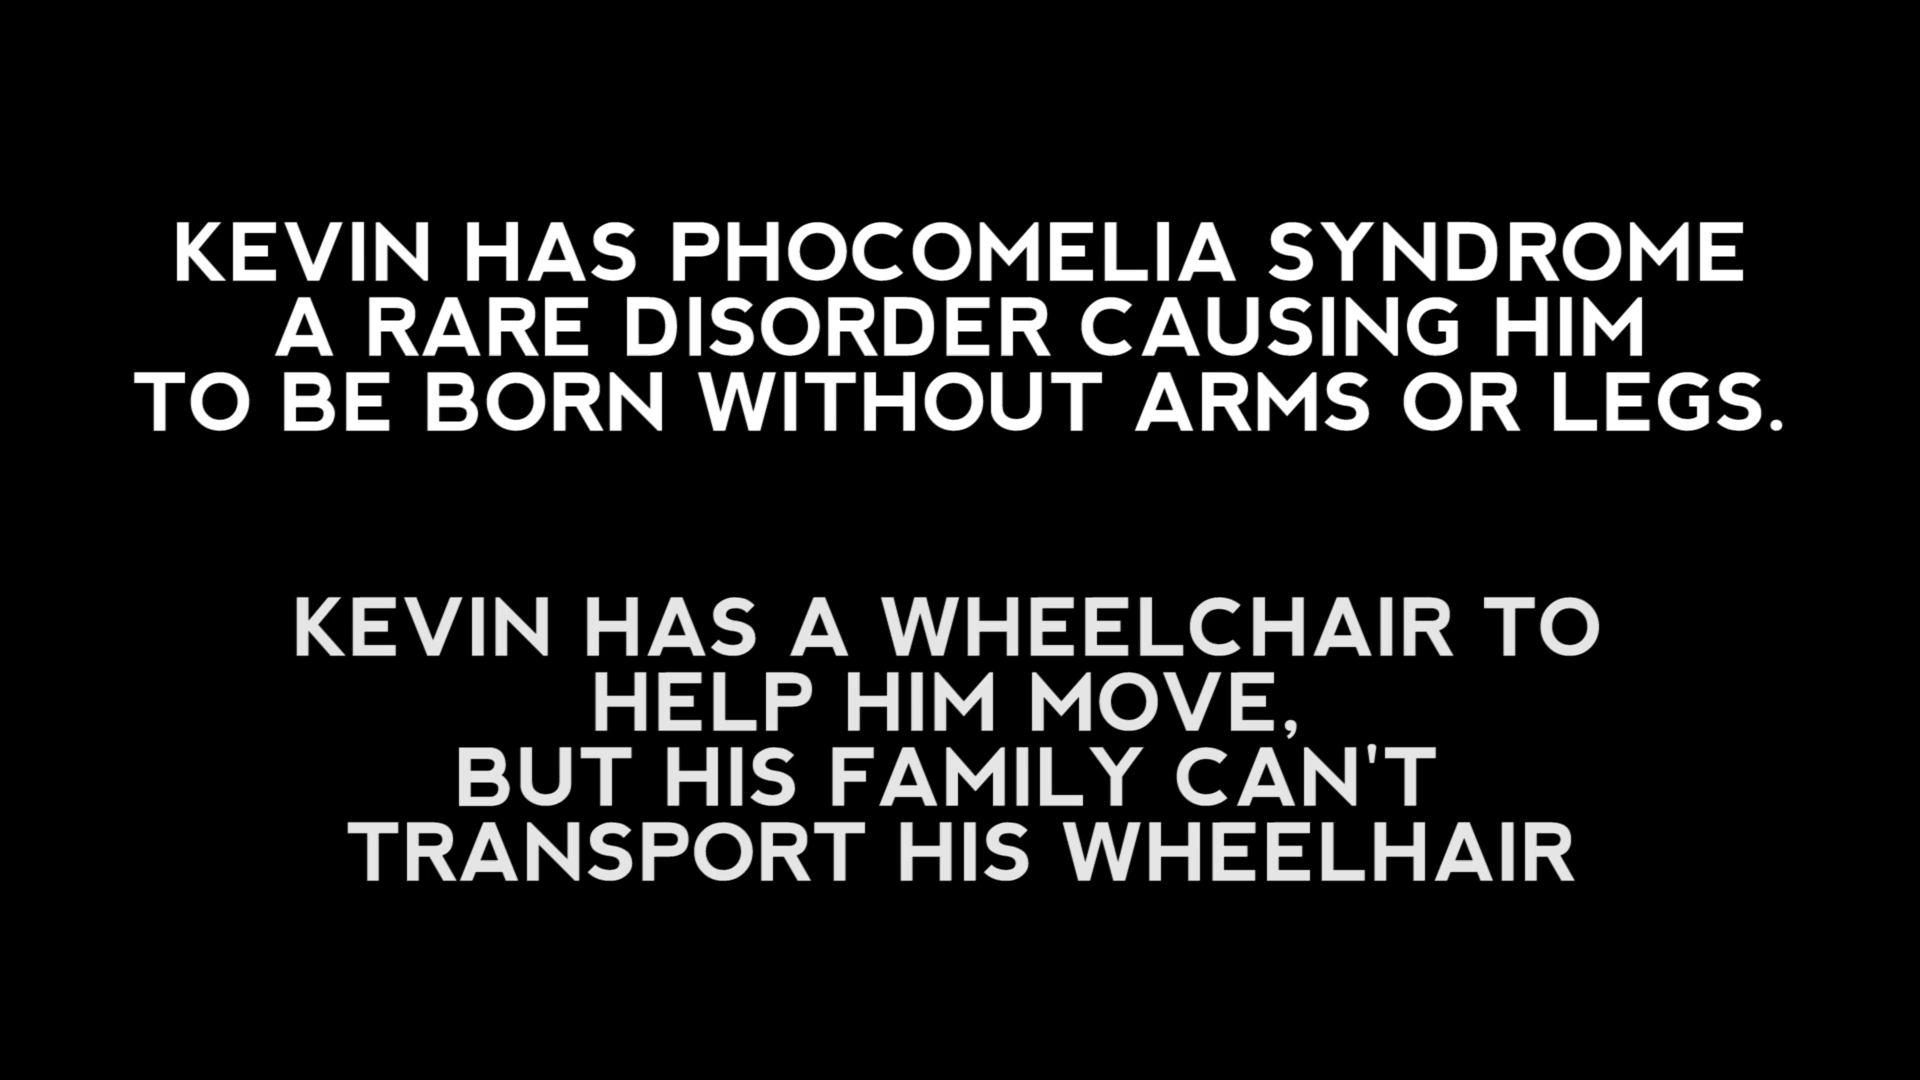 KEVIN HAS PHOCOMELIA SYNDROME
A RARE DISORDER CAUSING HIM
TO BE BORN WITHOUT ARMS OR LEGS.
KEVIN HAS A WHEELCHAIR TO
HELP HIM MOVE,
BUT HIS FAMILY CAN'T
TRANSPORT HIS WHEELHAIR